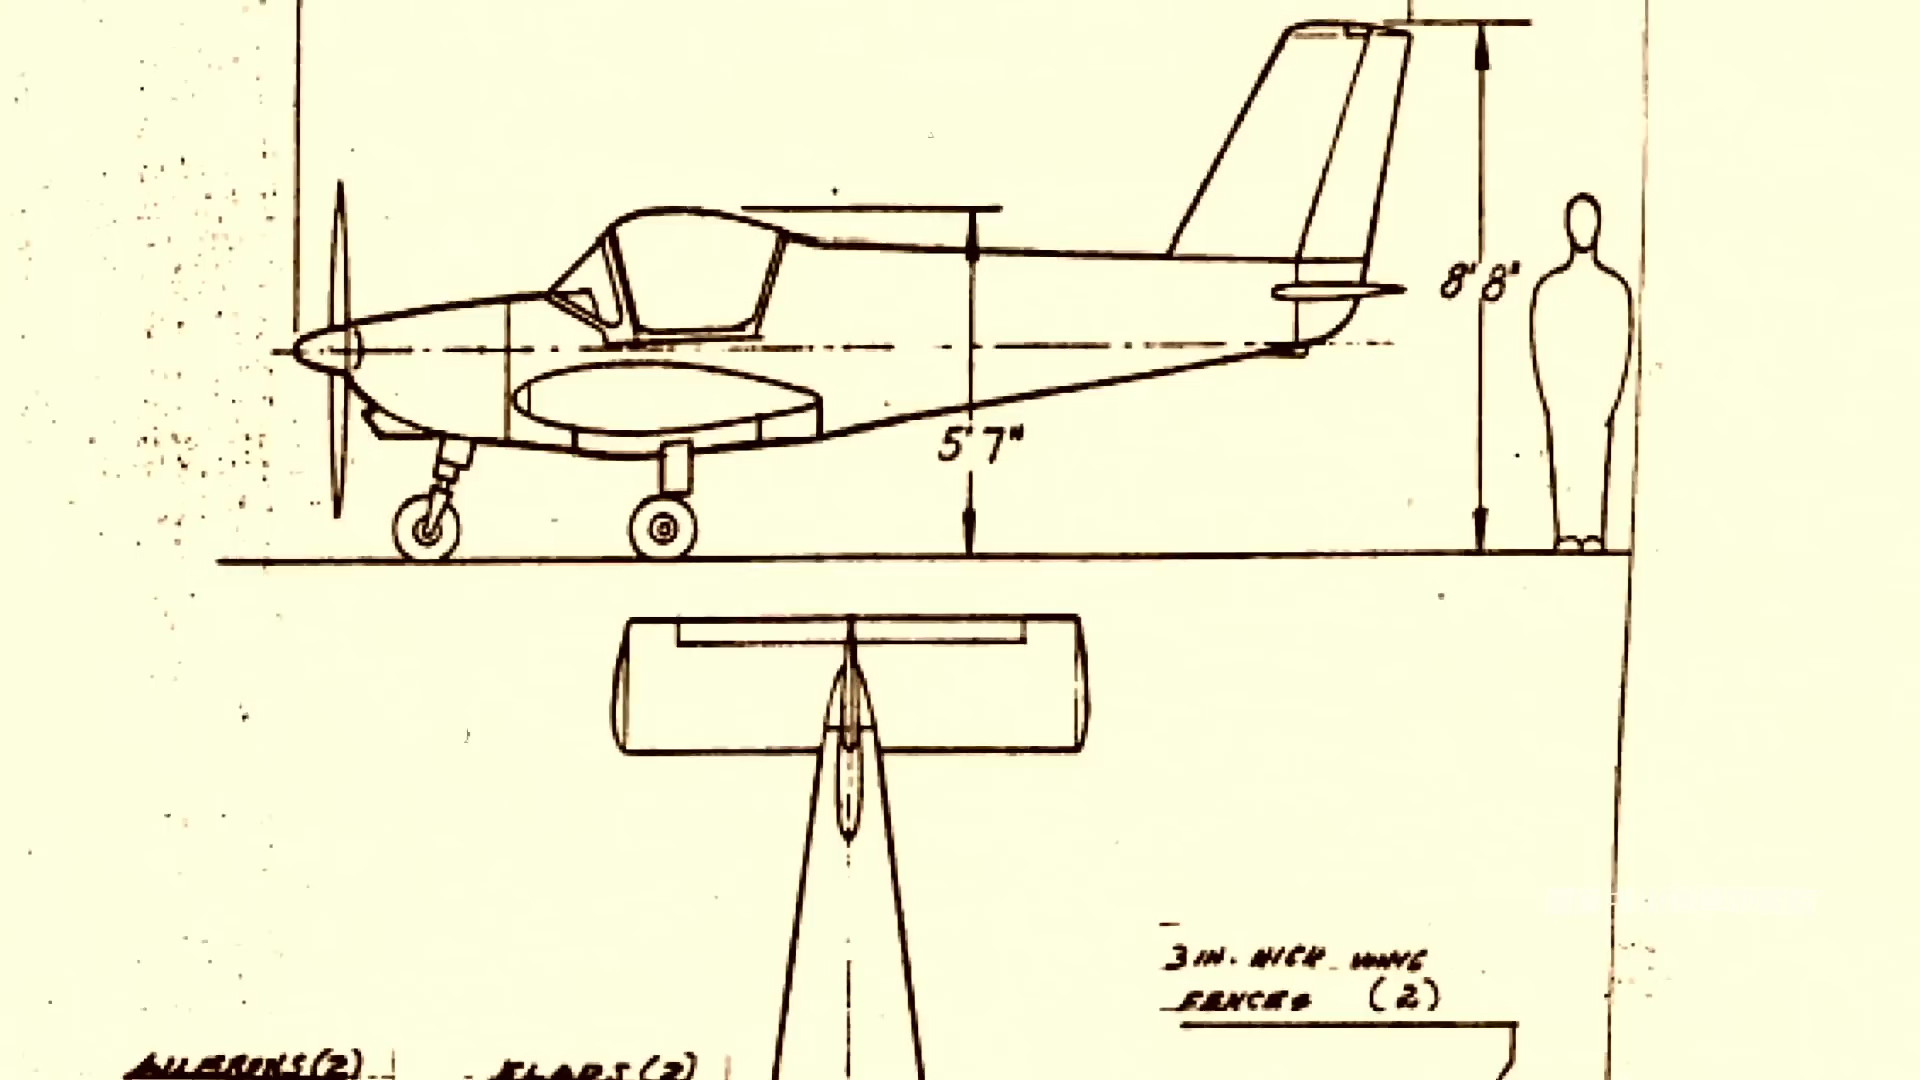 8' 8"
5' 7"
3 IN. HIGH WING
FENCES (2)
AILERONS (2)
FLAPS (2)